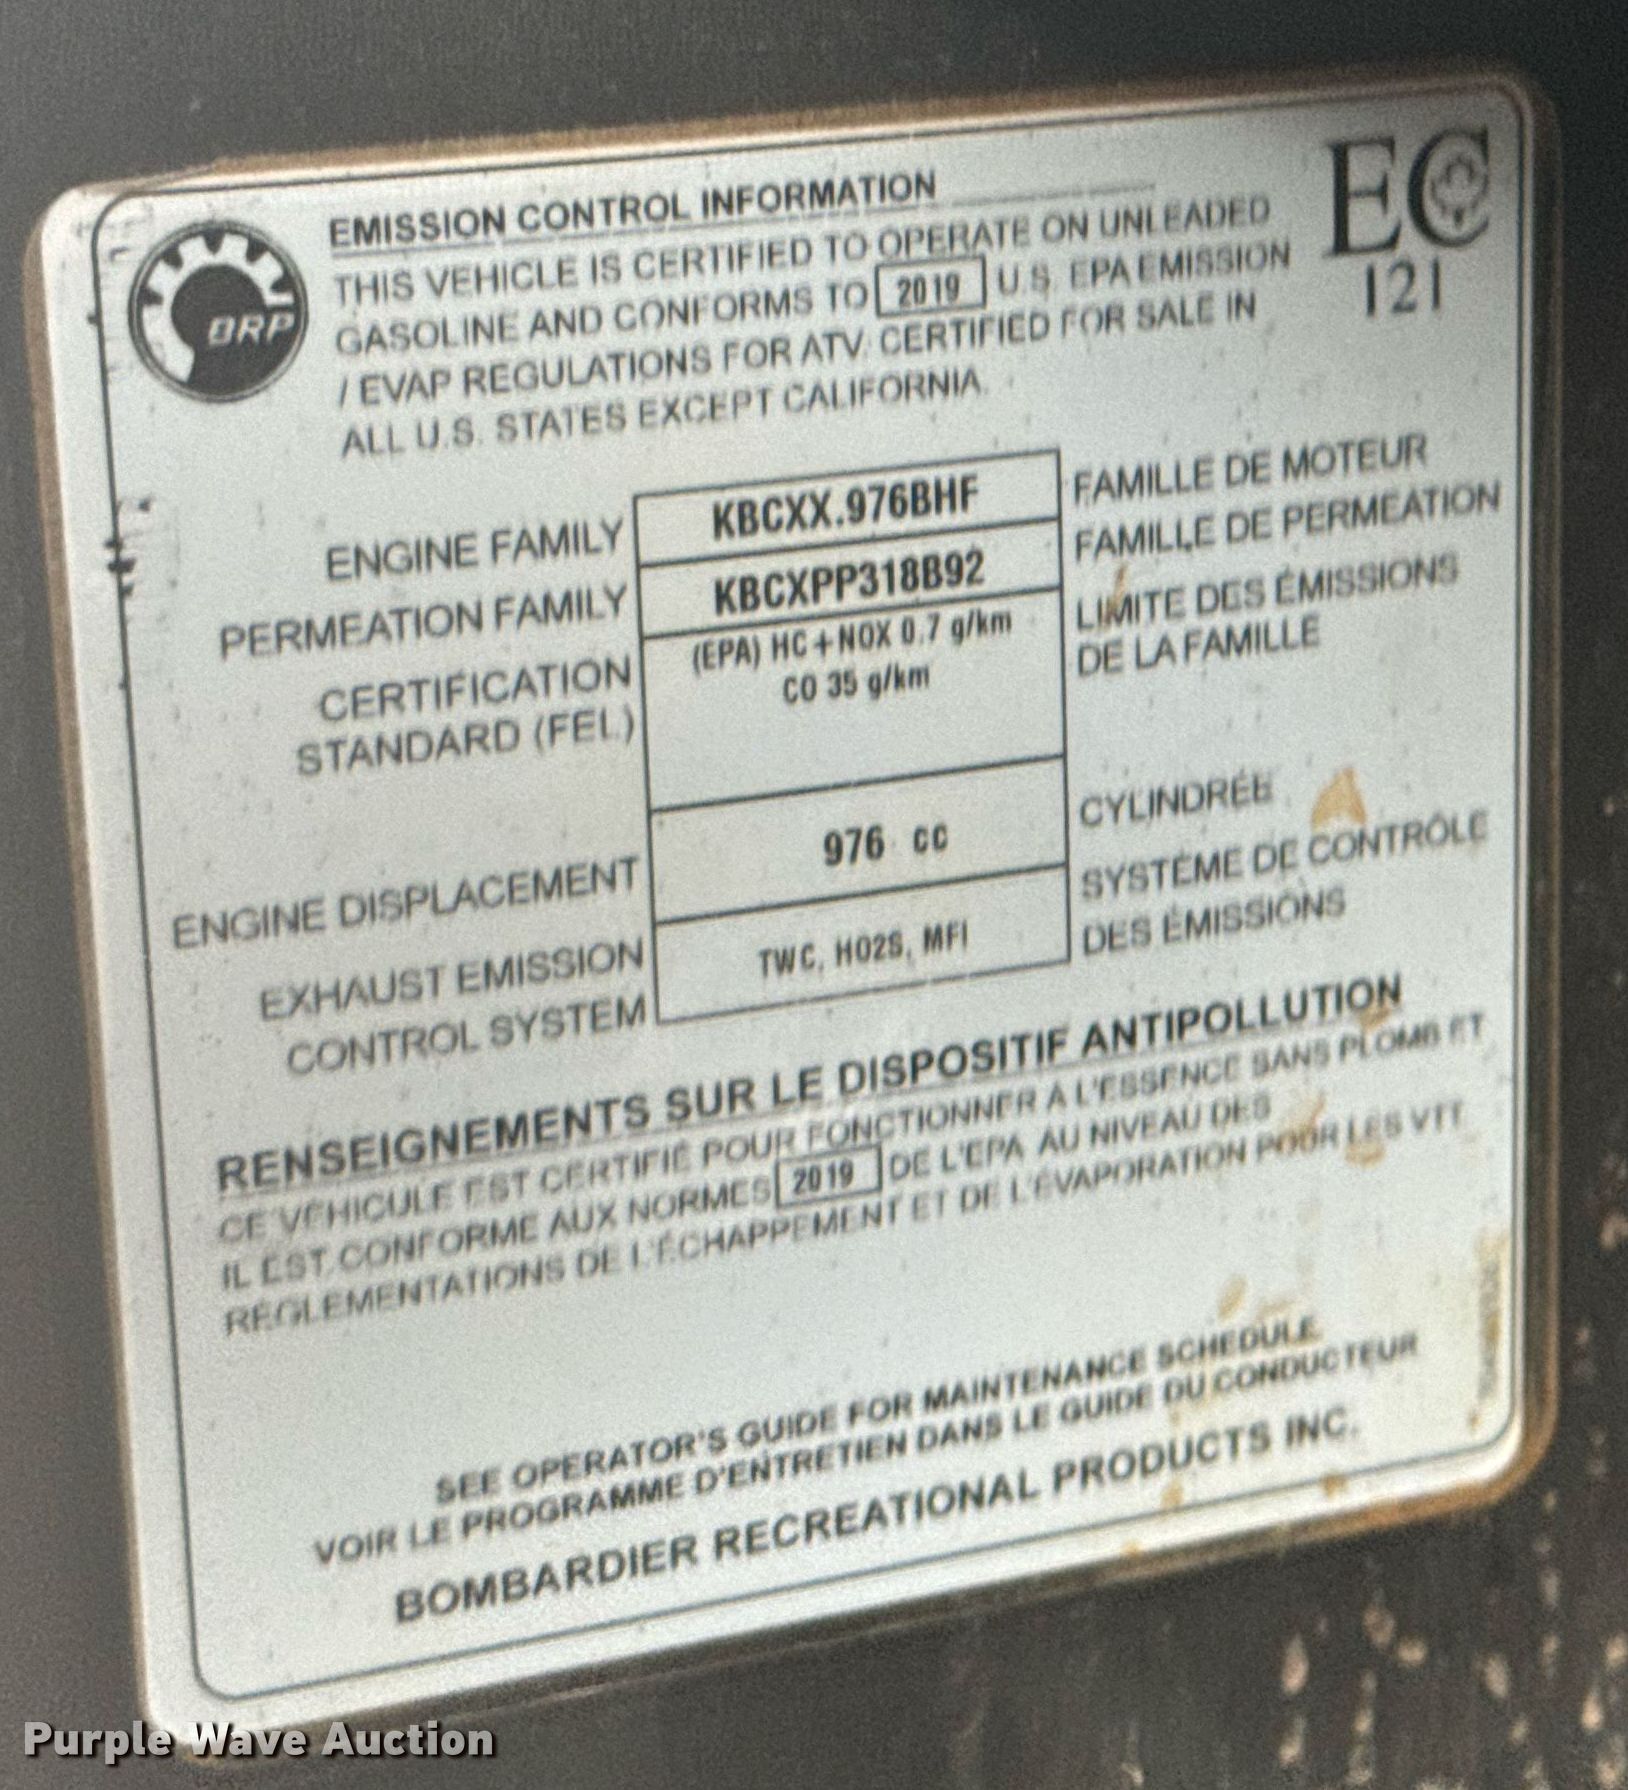 BRP
EMISSION CONTROL INFORMATION
THIS VEHICLE IS CERTIFIED TO OPERATE ON UNLEADED
GASOLINE AND CONFORMS TO 2019 U.S. EPA EMISSION
/ EVAP REGULATIONS FOR ATV. CERTIFIED FOR SALE IN
ALL U.S. STATES EXCEPT CALIFORNIA.
EC
121
ENGINE FAMILY KBCXX.976BHF FAMILLE DE MOTEUR
PERMEATION FAMILY KBCXPP318B92 FAMILLE DE PERMEATION
CERTIFICATION (EPA) HC+NOX 0.7 g/km LIMITE DES ÉMISSIONS
STANDARD (FEL) CO 35 g/km DE LA FAMILLE
ENGINE DISPLACEMENT 976 CC CYLINDRÉE
EXHAUST EMISSION TWC, HO2S, MFI SYSTÈME DE CONTRÔLE
CONTROL SYSTEM DES ÉMISSIONS
RENSEIGNEMENTS SUR LE DISPOSITIF ANTIPOLLUTION
CE VÉHICULE EST CERTIFIÉ POUR FONCTIONNER À L'ESSENCE SANS PLOMB ET
IL EST CONFORME AUX NORMES 2019 DE L'EPA AU NIVEAU DES
RÉGLEMENTATIONS DE L'ÉCHAPPEMENT ET DE L'ÉVAPORATION POUR LES VTT
SEE OPERATOR'S GUIDE FOR MAINTENANCE SCHEDULE
VOIR LE PROGRAMME D'ENTRETIEN DANS LE GUIDE DU CONDUCTEUR
BOMBARDIER RECREATIONAL PRODUCTS INC.
Purple Wave Auction